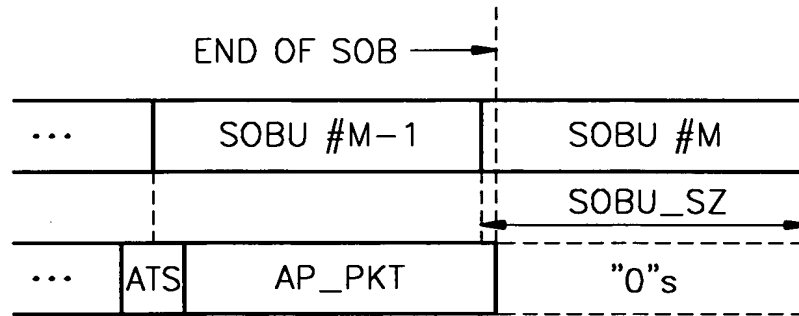 END OF SOB
··· SOBU #M-1 SOBU #M
SOBU_SZ
··· ATS AP_PKT "0"s